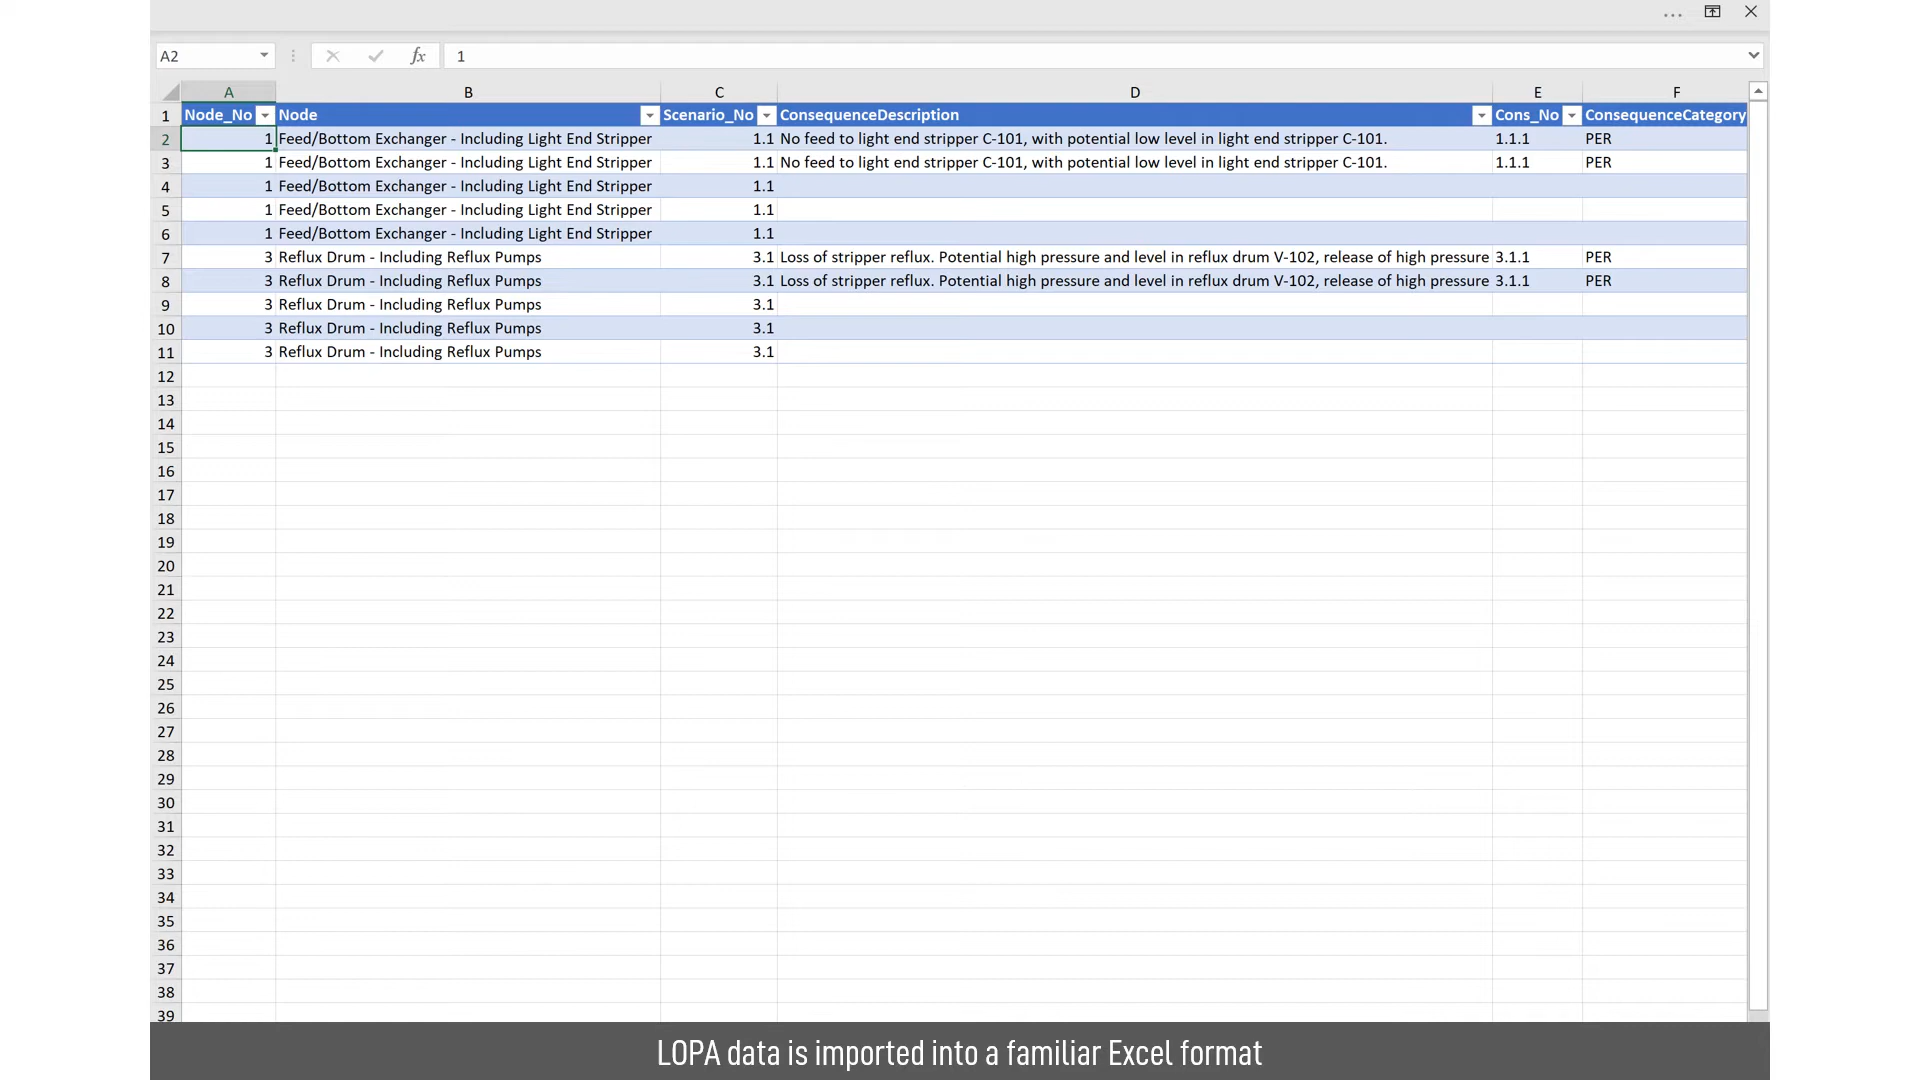 A2 fx 1
A B C D E F
1 Node_No Node Scenario_No ConsequenceDescription Cons_No ConsequenceCategory
2 1 Feed/Bottom Exchanger - Including Light End Stripper 1.1 No feed to light end stripper C-101, with potential low level in light end stripper C-101. 1.1.1 PER
3 1 Feed/Bottom Exchanger - Including Light End Stripper 1.1 No feed to light end stripper C-101, with potential low level in light end stripper C-101. 1.1.1 PER
4 1 Feed/Bottom Exchanger - Including Light End Stripper 1.1
5 1 Feed/Bottom Exchanger - Including Light End Stripper 1.1
6 1 Feed/Bottom Exchanger - Including Light End Stripper 1.1
7 3 Reflux Drum - Including Reflux Pumps 3.1 Loss of stripper reflux. Potential high pressure and level in reflux drum V-102, release of high pressure 3.1.1 PER
8 3 Reflux Drum - Including Reflux Pumps 3.1 Loss of stripper reflux. Potential high pressure and level in reflux drum V-102, release of high pressure 3.1.1 PER
9 3 Reflux Drum - Including Reflux Pumps 3.1
10 3 Reflux Drum - Including Reflux Pumps 3.1
11 3 Reflux Drum - Including Reflux Pumps 3.1
12
13
14
15
16
17
18
19
20
21
22
23
24
25
26
27
28
29
30
31
32
33
34
35
36
37
38
39
LOPA data is imported into a familiar Excel format